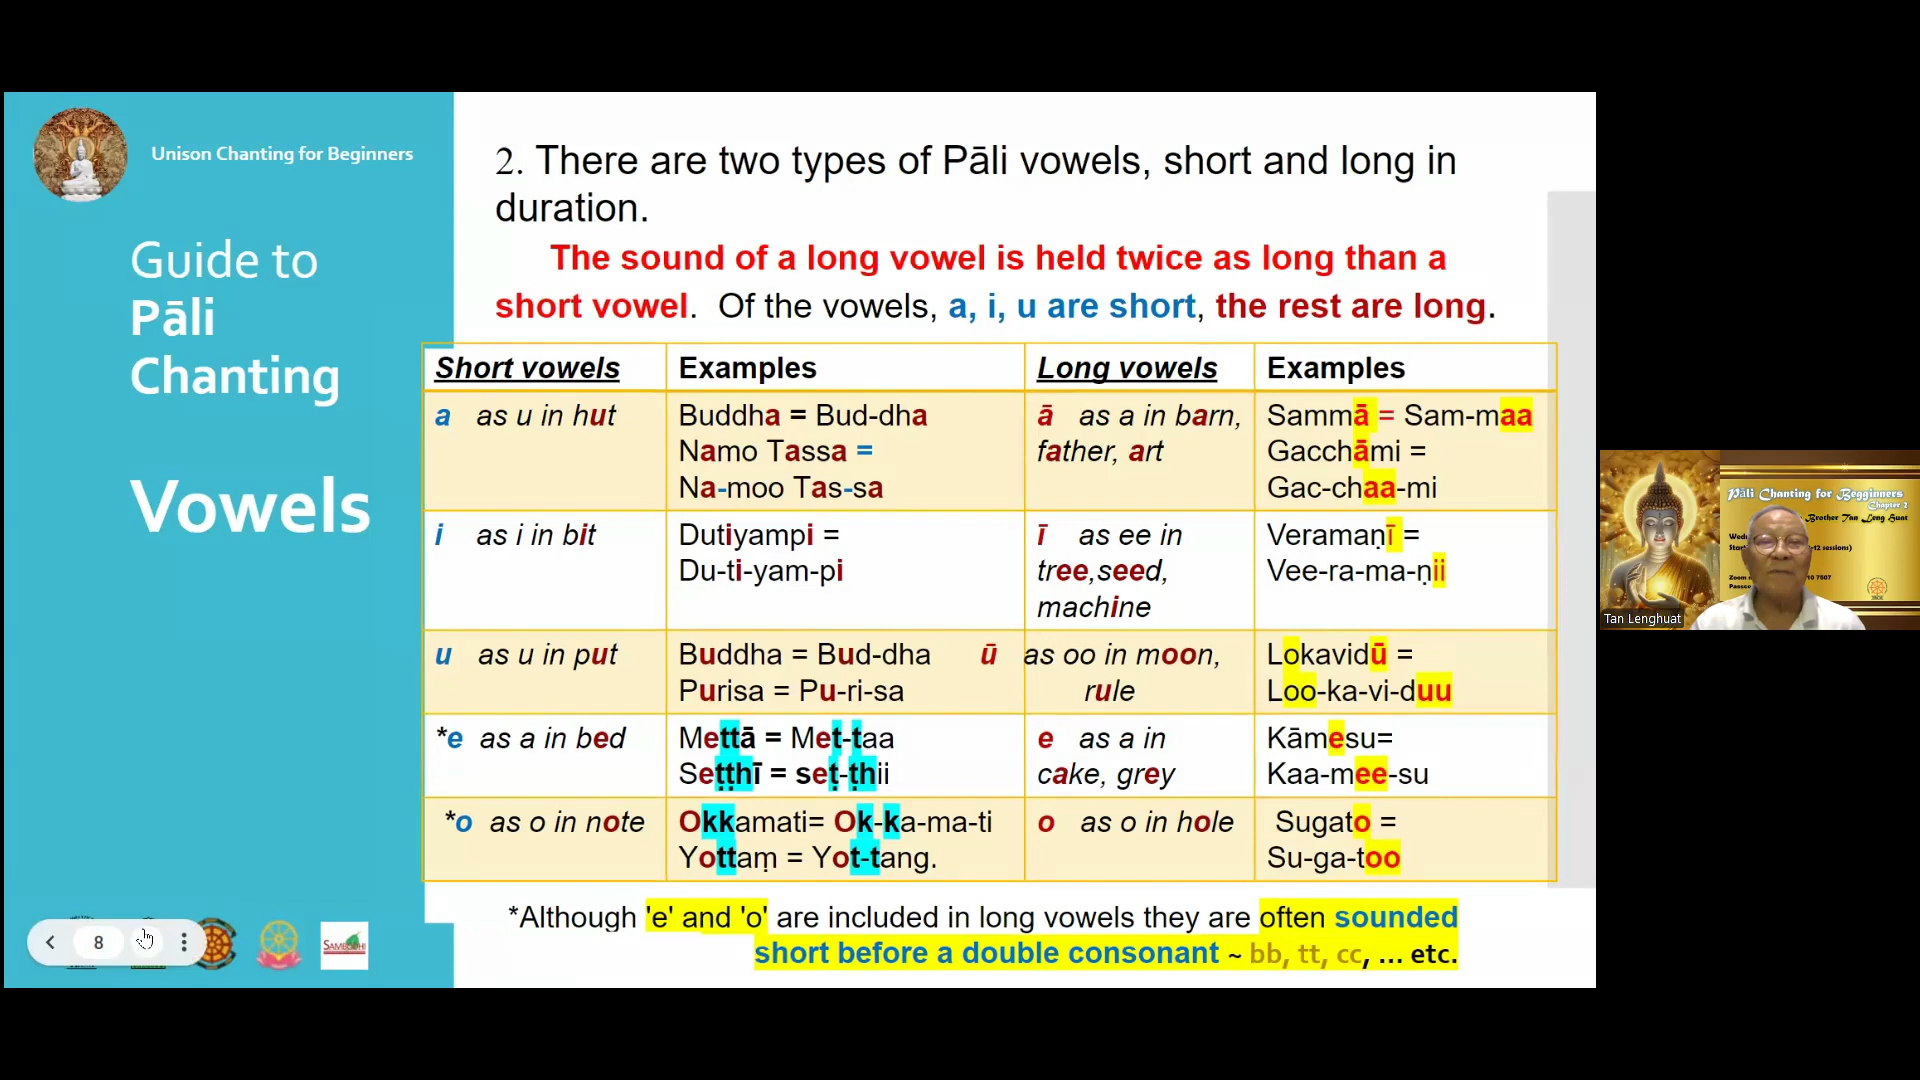 Unison Chanting for Beginners
Guide to
Pāli
Chanting
Vowels
2. There are two types of Pāli vowels, short and long in
duration.
The sound of a long vowel is held twice as long than a
short vowel. Of the vowels, a, i, u are short, the rest are long.
Short vowels Examples Long vowels Examples
a as u in hut
Buddha = Bud-dha
Namo Tassa =
Na-moo Tas-sa
ā as a in barn,
father, art
Sammā = Sam-maa
Gacchāmi =
Gac-chaa-mi
i as i in bit
Dutiyampi =
Du-ti-yam-pi
ī as ee in
tree,seed,
machine
Veramaṇī =
Vee-ra-ma-ṇii
u as u in put
Buddha = Bud-dha
Purisa = Pu-ri-sa
ū as oo in moon,
rule
Lokavidū =
Loo-ka-vi-duu
*e as a in bed
Mettā = Met-taa
Seṭṭhī = seṭ-ṭhii
e as a in
cake, grey
Kāmesu=
Kaa-mee-su
*o as o in note
Okkamati= Ok-ka-ma-ti
Yottaṃ = Yot-tang.
o as o in hole
Sugato =
Su-ga-too
*Although 'e' and 'o' are included in long vowels they are often sounded
short before a double consonant ~ bb, tt, cc, ... etc.
8
SAMBODHI
Pāli Chanting for Begginners
Chapter 2
Brother Tan Leng Huat
Tan Lenghuat